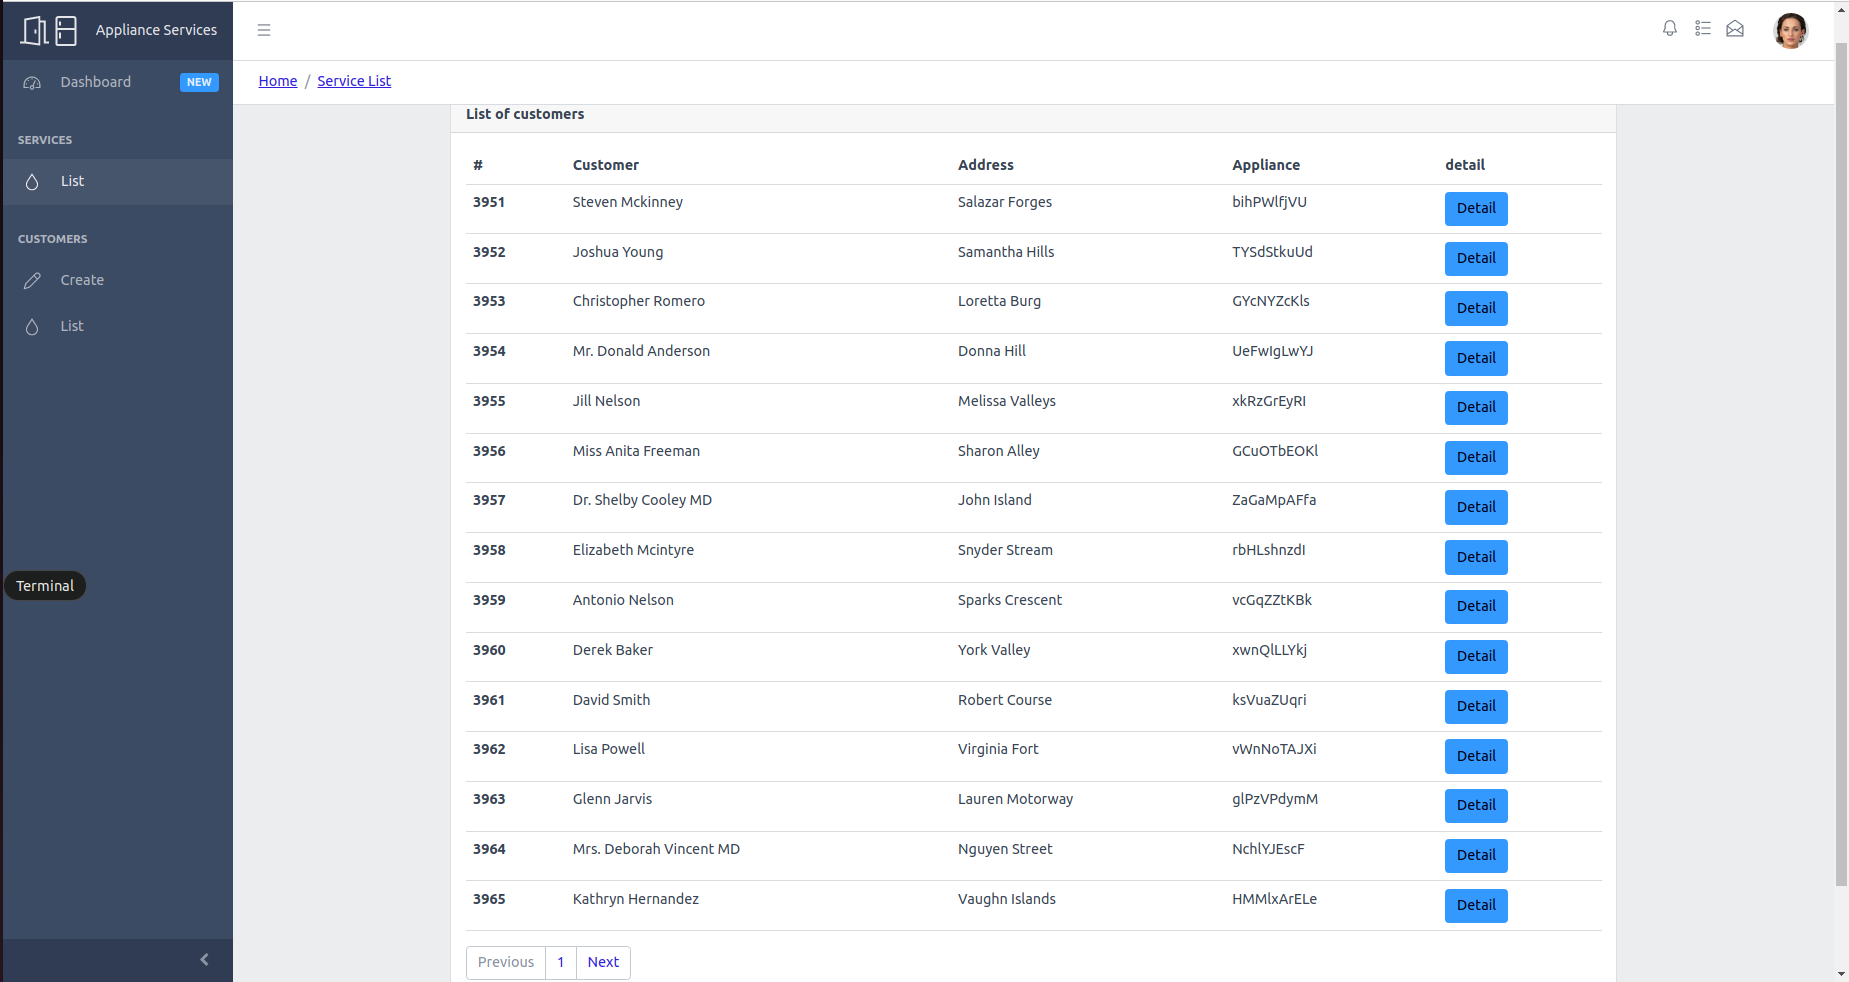 Appliance Services
Dashboard NEW
SERVICES
List
CUSTOMERS
Create
List
Terminal
Home / Service List
List of customers
# Customer Address Appliance detail
3951 Steven Mckinney Salazar Forges bihPWlfjVU Detail
3952 Joshua Young Samantha Hills TYSdStkuUd Detail
3953 Christopher Romero Loretta Burg GYcNYZcKls Detail
3954 Mr. Donald Anderson Donna Hill UeFwIgLwYJ Detail
3955 Jill Nelson Melissa Valleys xkRzGrEyRI Detail
3956 Miss Anita Freeman Sharon Alley GCuOTbEOKl Detail
3957 Dr. Shelby Cooley MD John Island ZaGaMpAFfa Detail
3958 Elizabeth Mcintyre Snyder Stream rbHLshnzdI Detail
3959 Antonio Nelson Sparks Crescent vcGqZZtKBk Detail
3960 Derek Baker York Valley xwnQlLLYkj Detail
3961 David Smith Robert Course ksVuaZUqri Detail
3962 Lisa Powell Virginia Fort vWnNoTAJXi Detail
3963 Glenn Jarvis Lauren Motorway glPzVPdymM Detail
3964 Mrs. Deborah Vincent MD Nguyen Street NchlYJEscF Detail
3965 Kathryn Hernandez Vaughn Islands HMMlxArELe Detail
Previous 1 Next